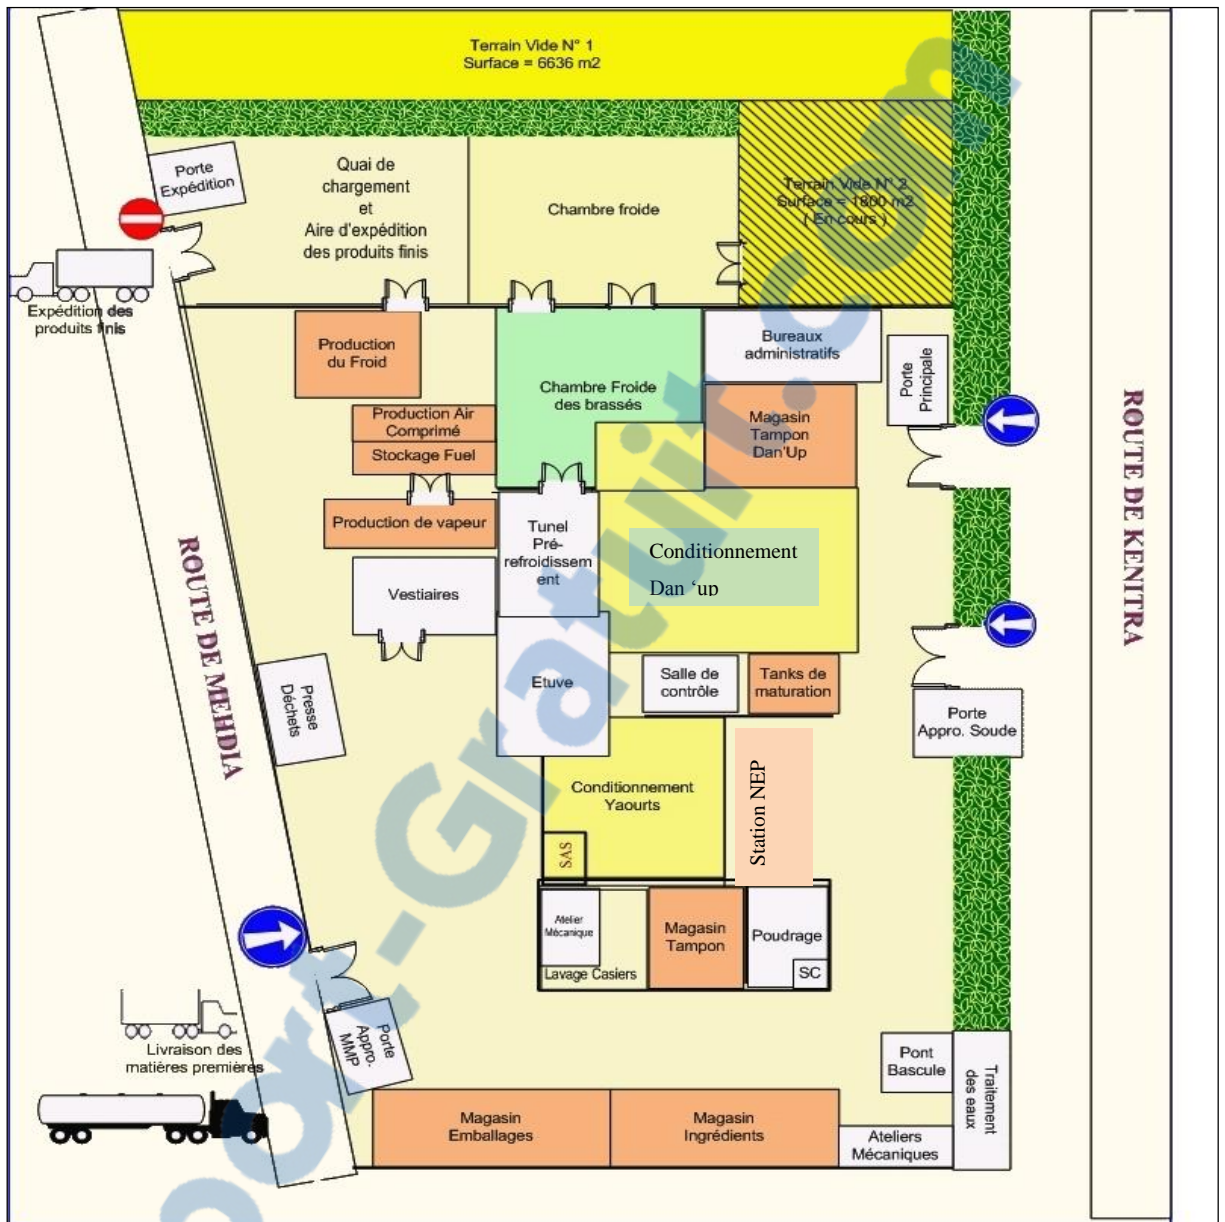 Terrain Vide N° 1
Surface = 6636 m2
Porte
Expédition
Quai de
chargement
et
Aire d'expédition
des produits finis
Chambre froide
Terrain Vide N° 2
Surface = 1800 m2
( En cours )
Expédition des
produits finis
Production
du Froid
Chambre Froide
des brassés
Bureaux
administratifs
Porte
Principale
Production Air
Comprimé
Stockage Fuel
Magasin
Tampon
Dan'Up
Production de vapeur
Tunel
Pré-
refroidissem
ent
Conditionnement
Dan ‘up
Vestiaires
ROUTE DE MEHDIA
ROUTE DE KENITRA
Etuve
Salle de
contrôle
Tanks de
maturation
Presse
Déchets
Porte
Appro. Soude
Conditionnement
Yaourts
Station NEP
SAS
Atelier
Mécanique
Lavage Casiers
Magasin
Tampon
Poudrage
SC
Livraison des
matières premières
Porte
Appro.
MMP
Pont
Bascule
Traitement
des eaux
Magasin
Emballages
Magasin
Ingrédients
Ateliers
Mécaniques
ort-Gratuit.com